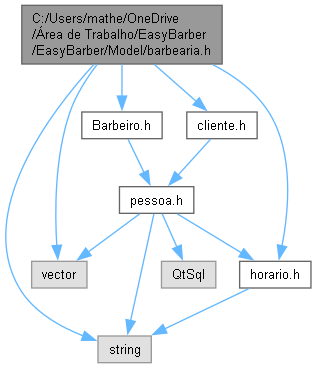 C:/Users/mathe/OneDrive
/Área de Trabalho/EasyBarber
/EasyBarber/Model/barbearia.h
Barbeiro.h
cliente.h
pessoa.h
vector
QtSql
horario.h
string